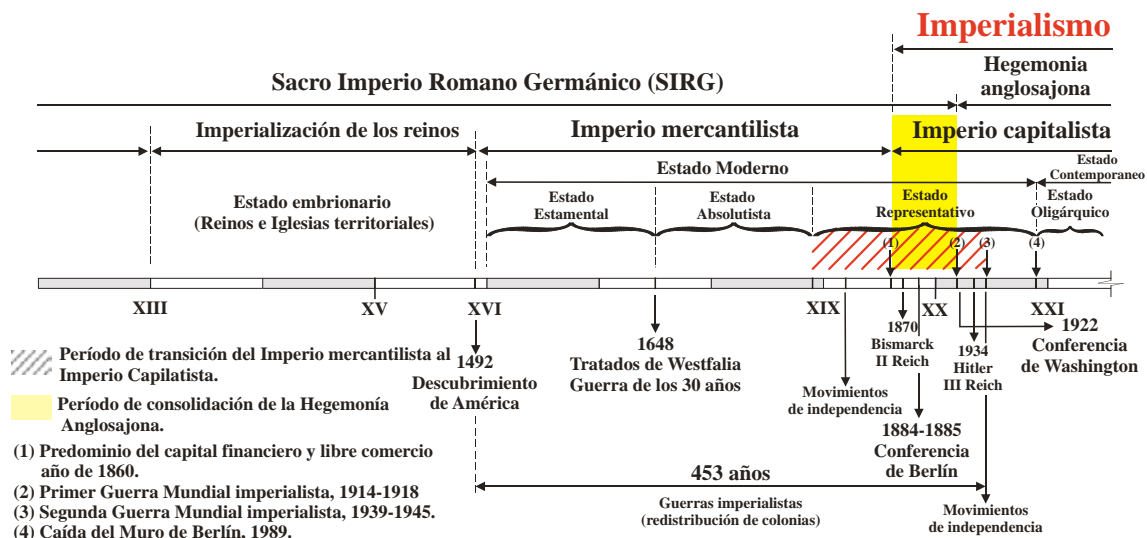 Imperialismo
Hegemonia
anglosajona
Sacro Imperio Romano Germánico (SIRG)
Imperialización de los reinos
Imperio mercantilista
Imperio capitalista
Estado Moderno
Estado
Contemporaneo
Estado embrionario
(Reinos e Iglesias territoriales)
Estado
Estamental
Estado
Absolutista
Estado
Representativo
Estado
Oligárquico
(1)
(2)
(3)
(4)
XIII
XV
XVI
XIX
XX
XXI
1492
Descubrimiento
de América
1648
Tratados de Westfalia
Guerra de los 30 años
Movimientos
de independencia
1870
Bismarck
II Reich
1884-1885
Conferencia
de Berlín
1934
Hitler
III Reich
1922
Conferencia
de Washington
453 años
Guerras imperialistas
(redistribución de colonias)
Movimientos
de independencia
Período de transición del Imperio mercantilista al
Imperio Capilatista.
Período de consolidación de la Hegemonía
Anglosajona.
(1) Predominio del capital financiero y libre comercio
año de 1860.
(2) Primer Guerra Mundial imperialista, 1914-1918
(3) Segunda Guerra Mundial imperialista, 1939-1945.
(4) Caída del Muro de Berlín, 1989.